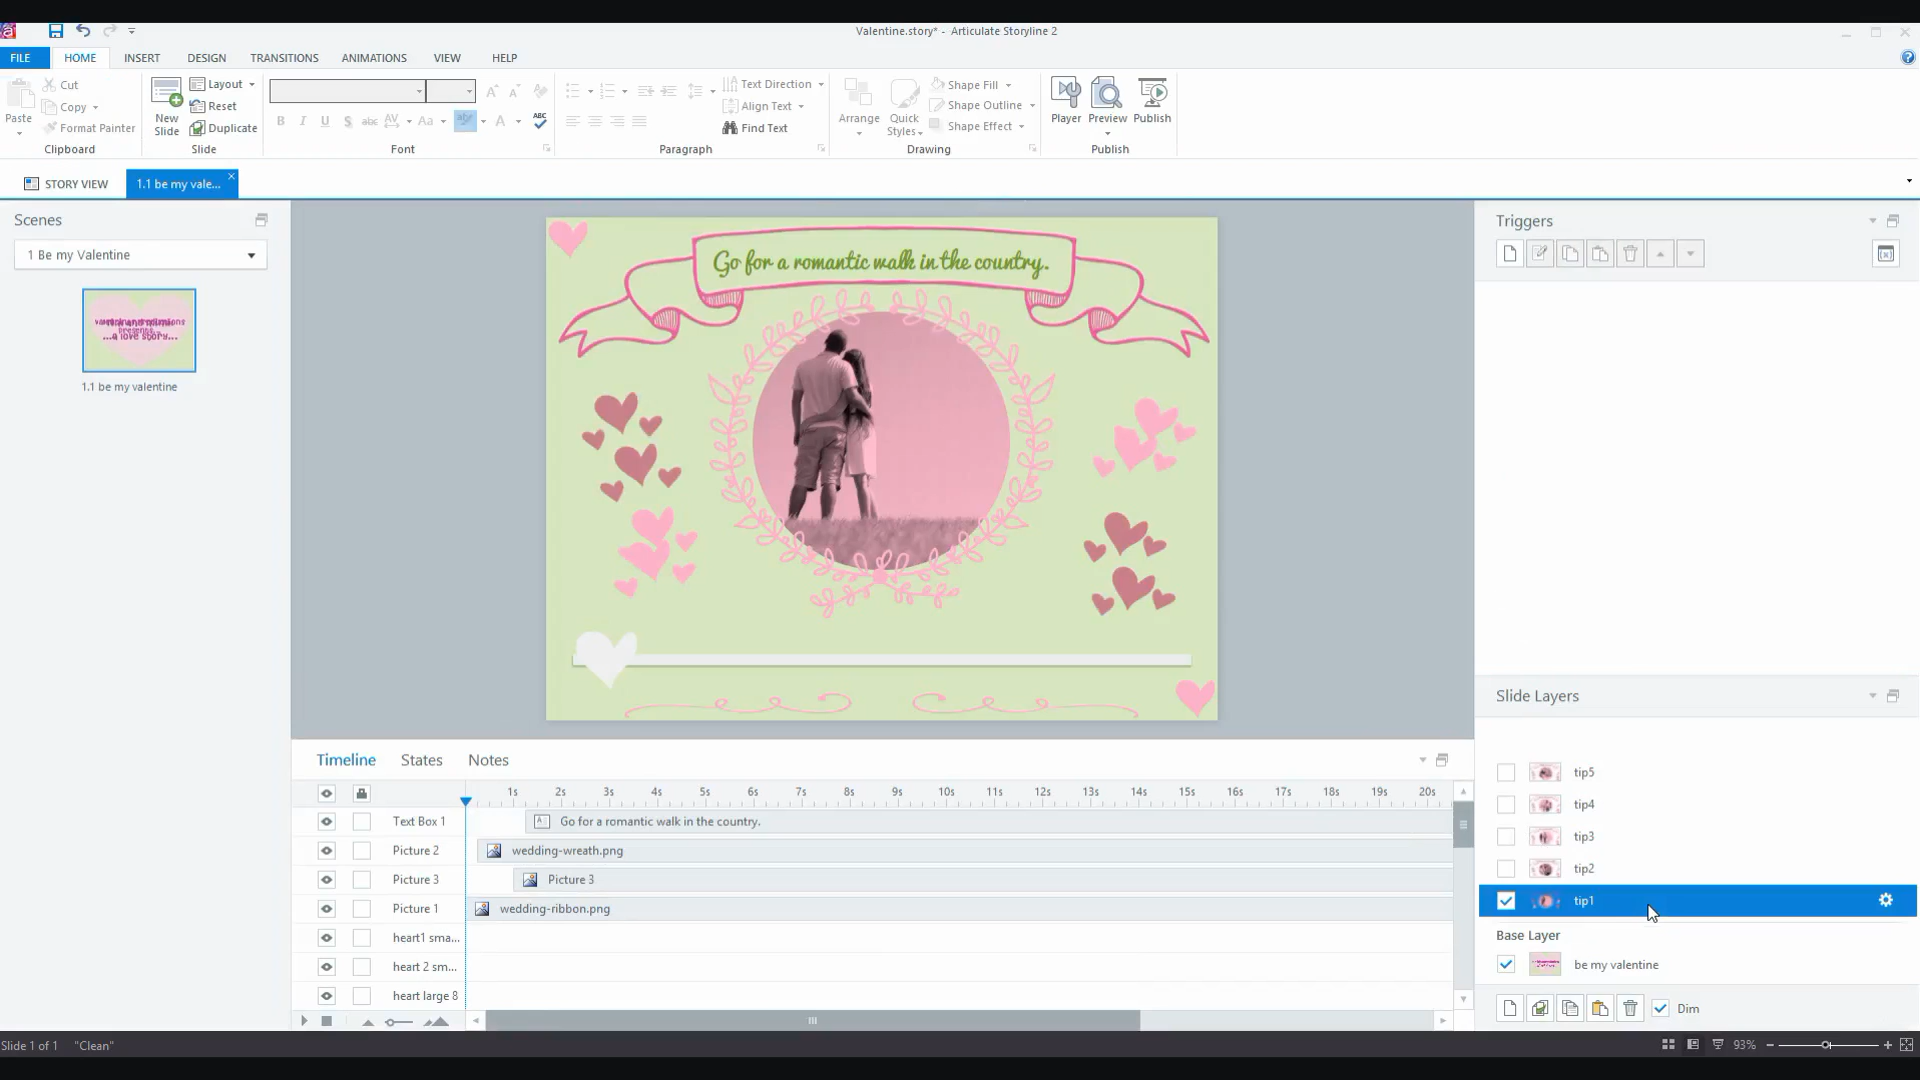 Valentine.story* - Articulate Storyline 2
FILE HOME INSERT DESIGN TRANSITIONS ANIMATIONS VIEW HELP
Paste
Cut
Copy
Format Painter
Clipboard
New Slide
Layout
Reset
Duplicate
Slide
B I U S abc AV Aa A ABC
Font
Text Direction
Align Text
Find Text
Paragraph
Arrange
Quick Styles
Shape Fill
Shape Outline
Shape Effect
Drawing
Player
Preview
Publish
Publish
STORY VIEW
1.1 be my vale...
Scenes
1 Be my Valentine
...a love story...
1.1 be my valentine
Go for a romantic walk in the country.
Triggers
Slide Layers
tip5
tip4
tip3
tip2
tip1
Base Layer
be my valentine
Dim
Timeline States Notes
1s 2s 3s 4s 5s 6s 7s 8s 9s 10s 11s 12s 13s 14s 15s 16s 17s 18s 19s 20s
Text Box 1 Go for a romantic walk in the country.
Picture 2 wedding-wreath.png
Picture 3 Picture 3
Picture 1 wedding-ribbon.png
heart1 sma...
heart 2 sm...
heart large 8
Slide 1 of 1 "Clean" 93%